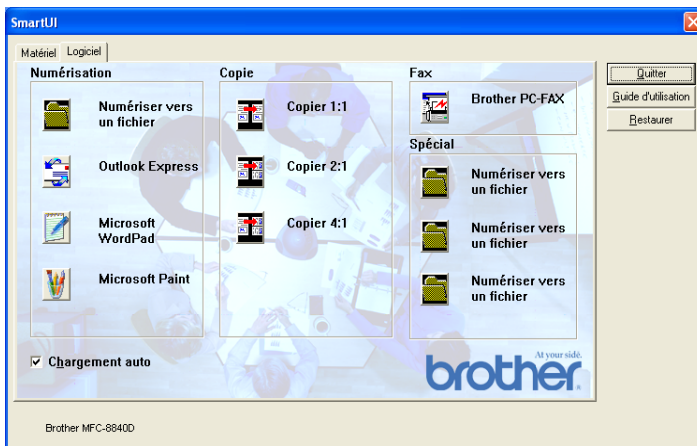 SmartUI
Matériel Logiciel
Numérisation
Numériser vers
un fichier
Outlook Express
Microsoft
WordPad
Microsoft Paint
Copie
Copier 1:1
Copier 2:1
Copier 4:1
Fax
Brother PC-FAX
Spécial
Numériser vers
un fichier
Numériser vers
un fichier
Numériser vers
un fichier
Quitter
Guide d'utilisation
Restaurer
Chargement auto
At your side.
brother
Brother MFC-8840D